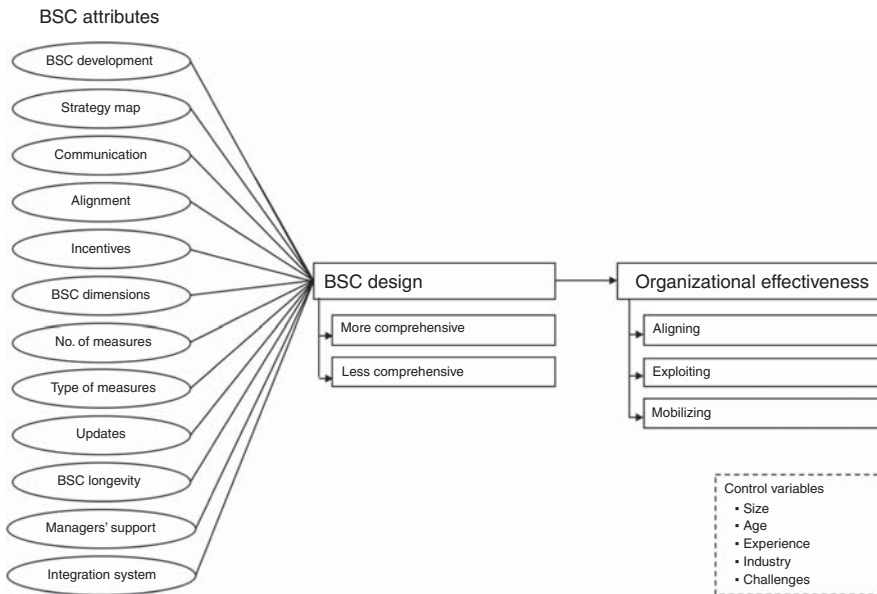 BSC attributes
BSC development
Strategy map
Communication
Alignment
Incentives
BSC dimensions
No. of measures
Type of measures
Updates
BSC longevity
Managers' support
Integration system
BSC design
More comprehensive
Less comprehensive
Organizational effectiveness
Aligning
Exploiting
Mobilizing
Control variables
▪ Size
▪ Age
▪ Experience
▪ Industry
▪ Challenges